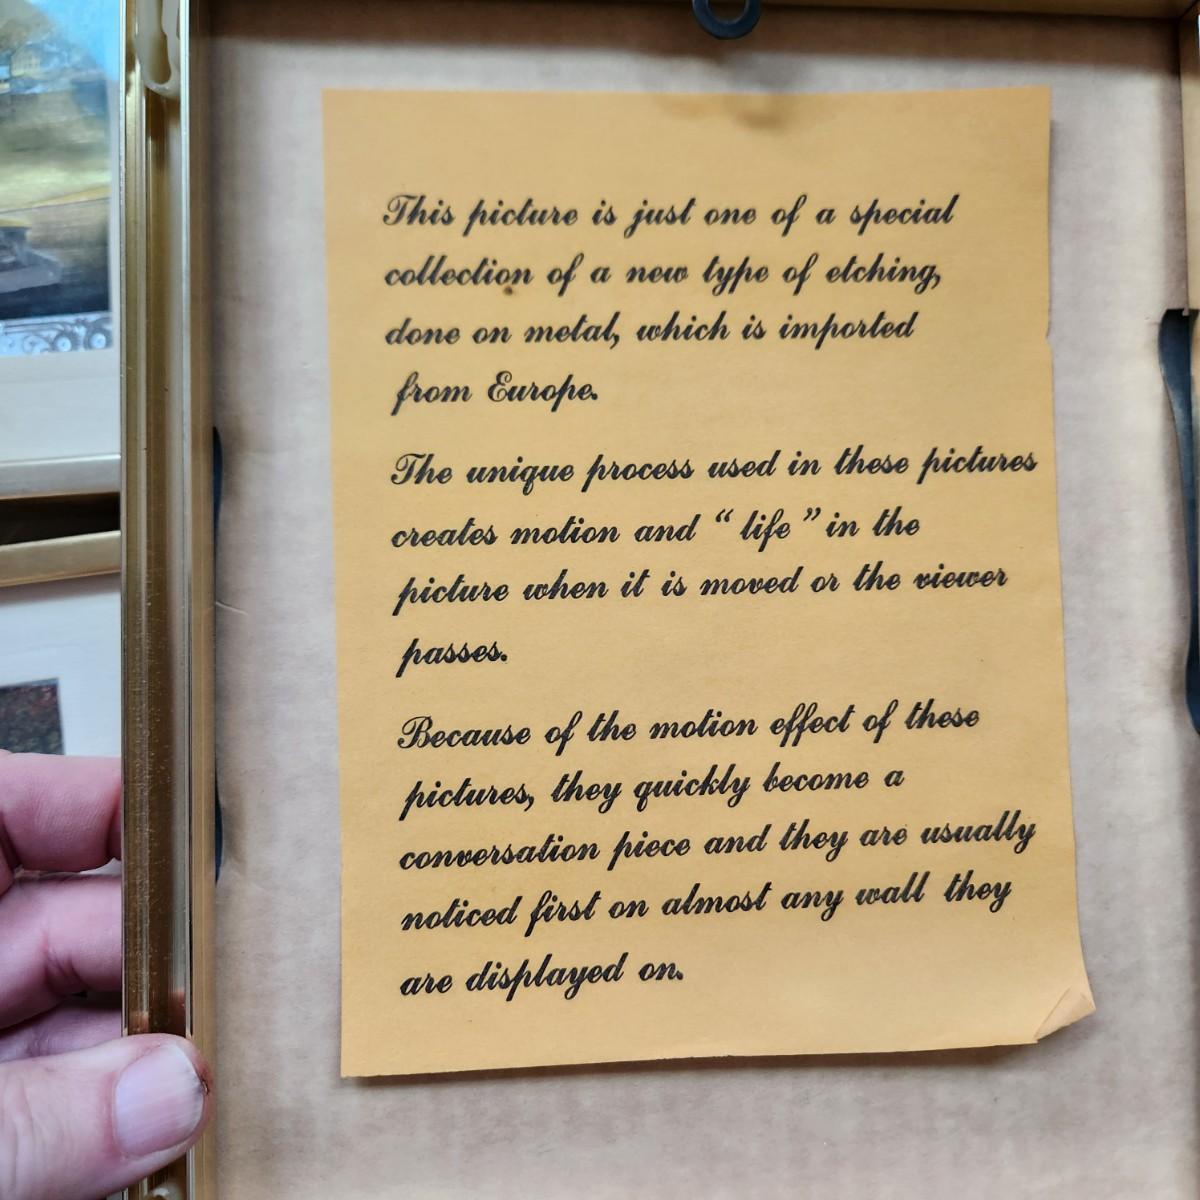 This picture is just one of a special
collection of a new type of etching,
done on metal, which is imported
from Europe.
The unique process used in these pictures
creates motion and “ life ” in the
picture when it is moved or the viewer
passes.
Because of the motion effect of these
pictures, they quickly become a
conversation piece and they are usually
noticed first on almost any wall they
are displayed on.